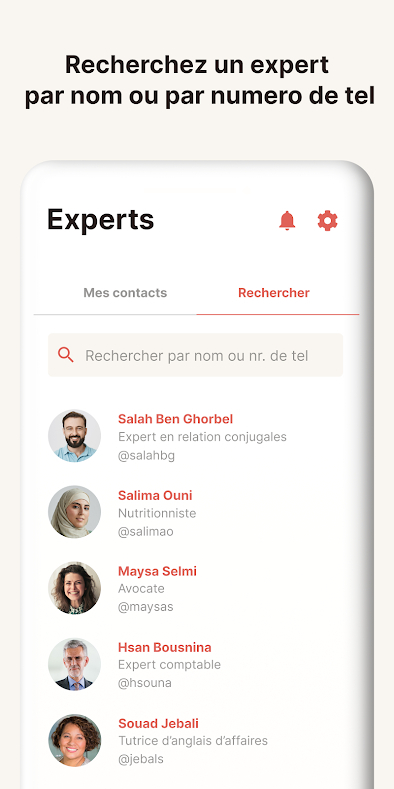 Recherchez un expert
par nom ou par numero de tel
Experts
Mes contacts
Rechercher
Rechercher par nom ou nr. de tel
Salah Ben Ghorbel
Expert en relation conjugales
@salahbg
Salima Ouni
Nutritionniste
@salimao
Maysa Selmi
Avocate
@maysas
Hsan Bousnina
Expert comptable
@hsouna
Souad Jebali
Tutrice d'anglais d'affaires
@jebals